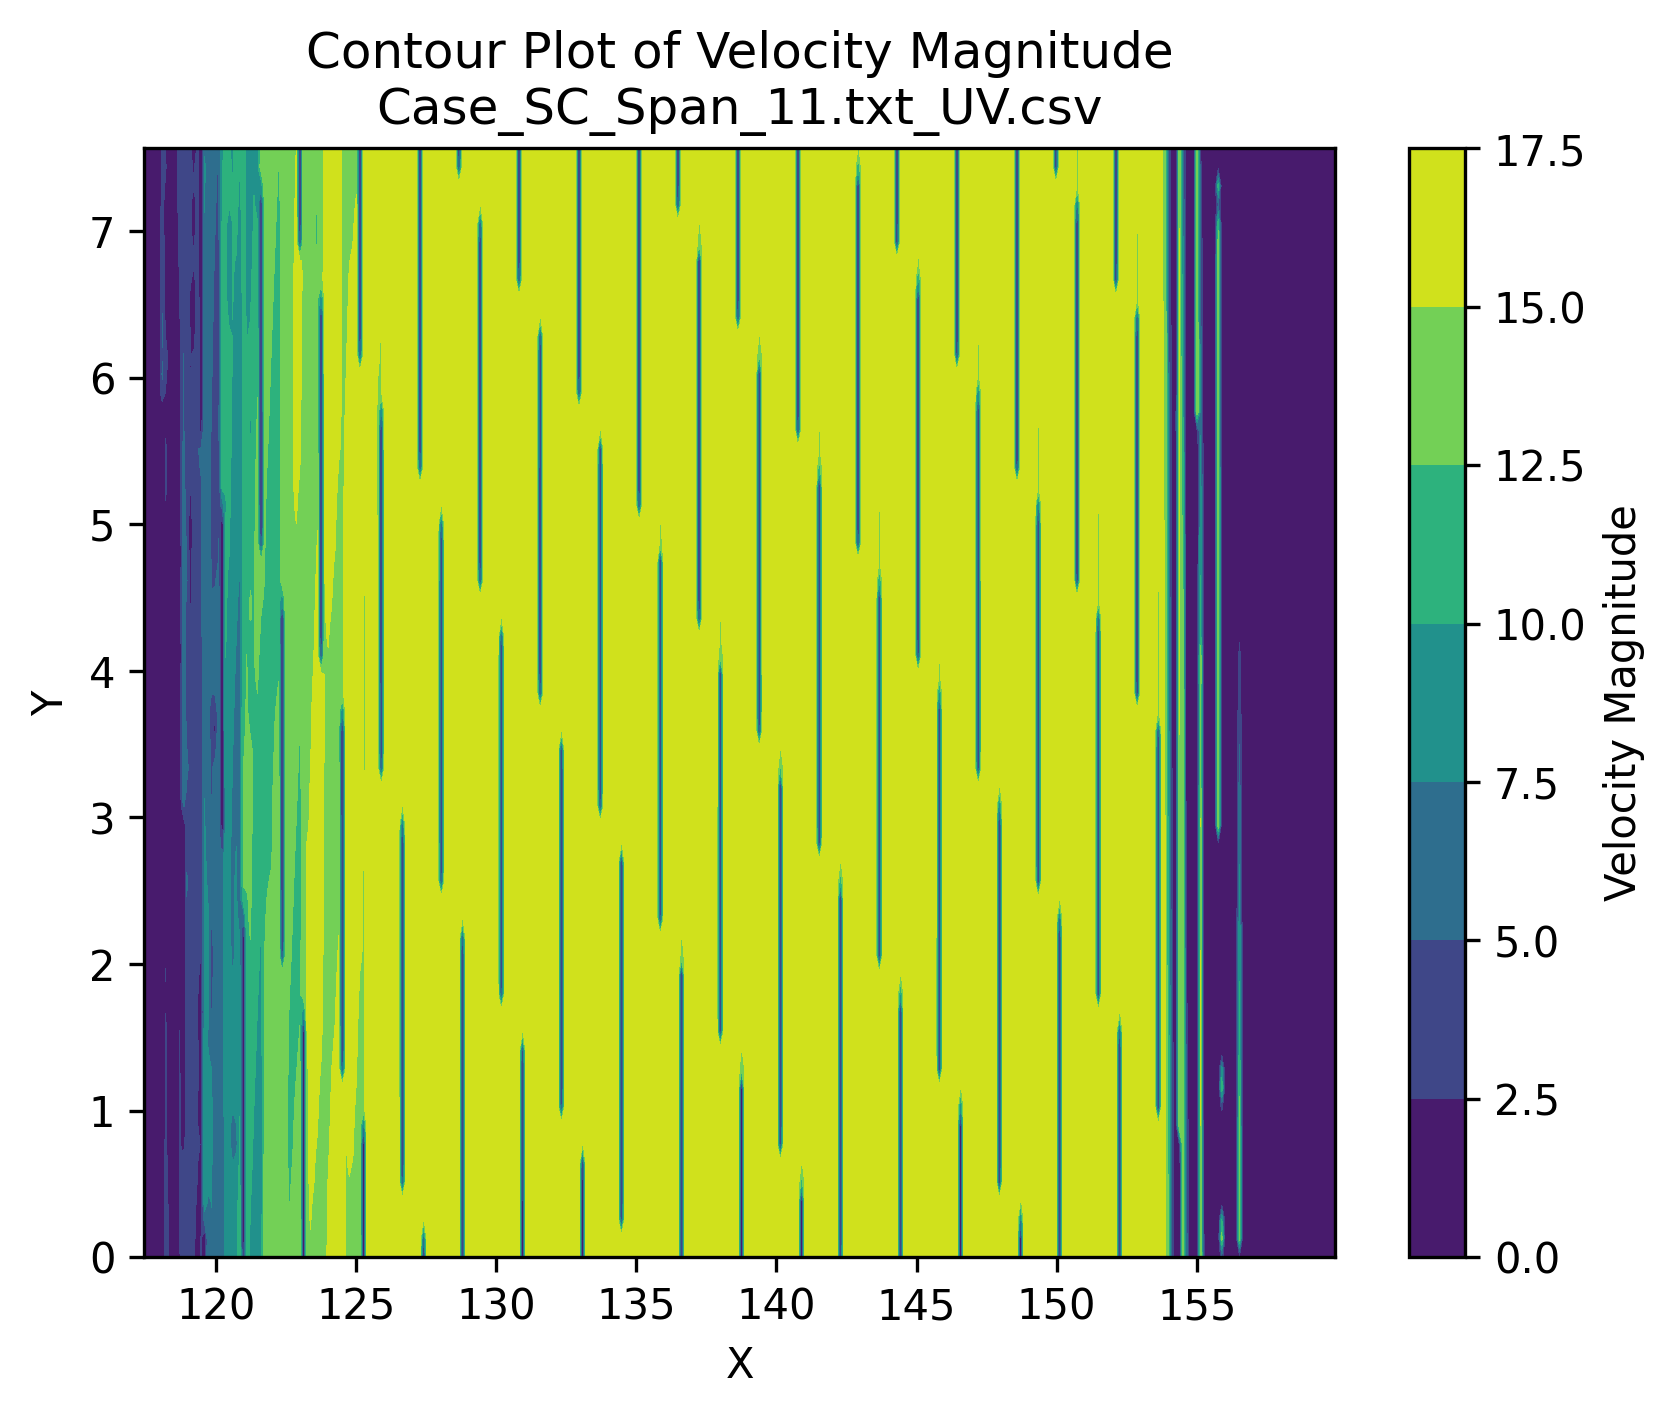 Contour Plot of Velocity Magnitude
Case_SC_Span_11.txt_UV.csv
7
6
5
4
3
2
1
0
Y
120 125 130 135 140 145 150 155
X
17.5
15.0
12.5
10.0
7.5
5.0
2.5
0.0
Velocity Magnitude